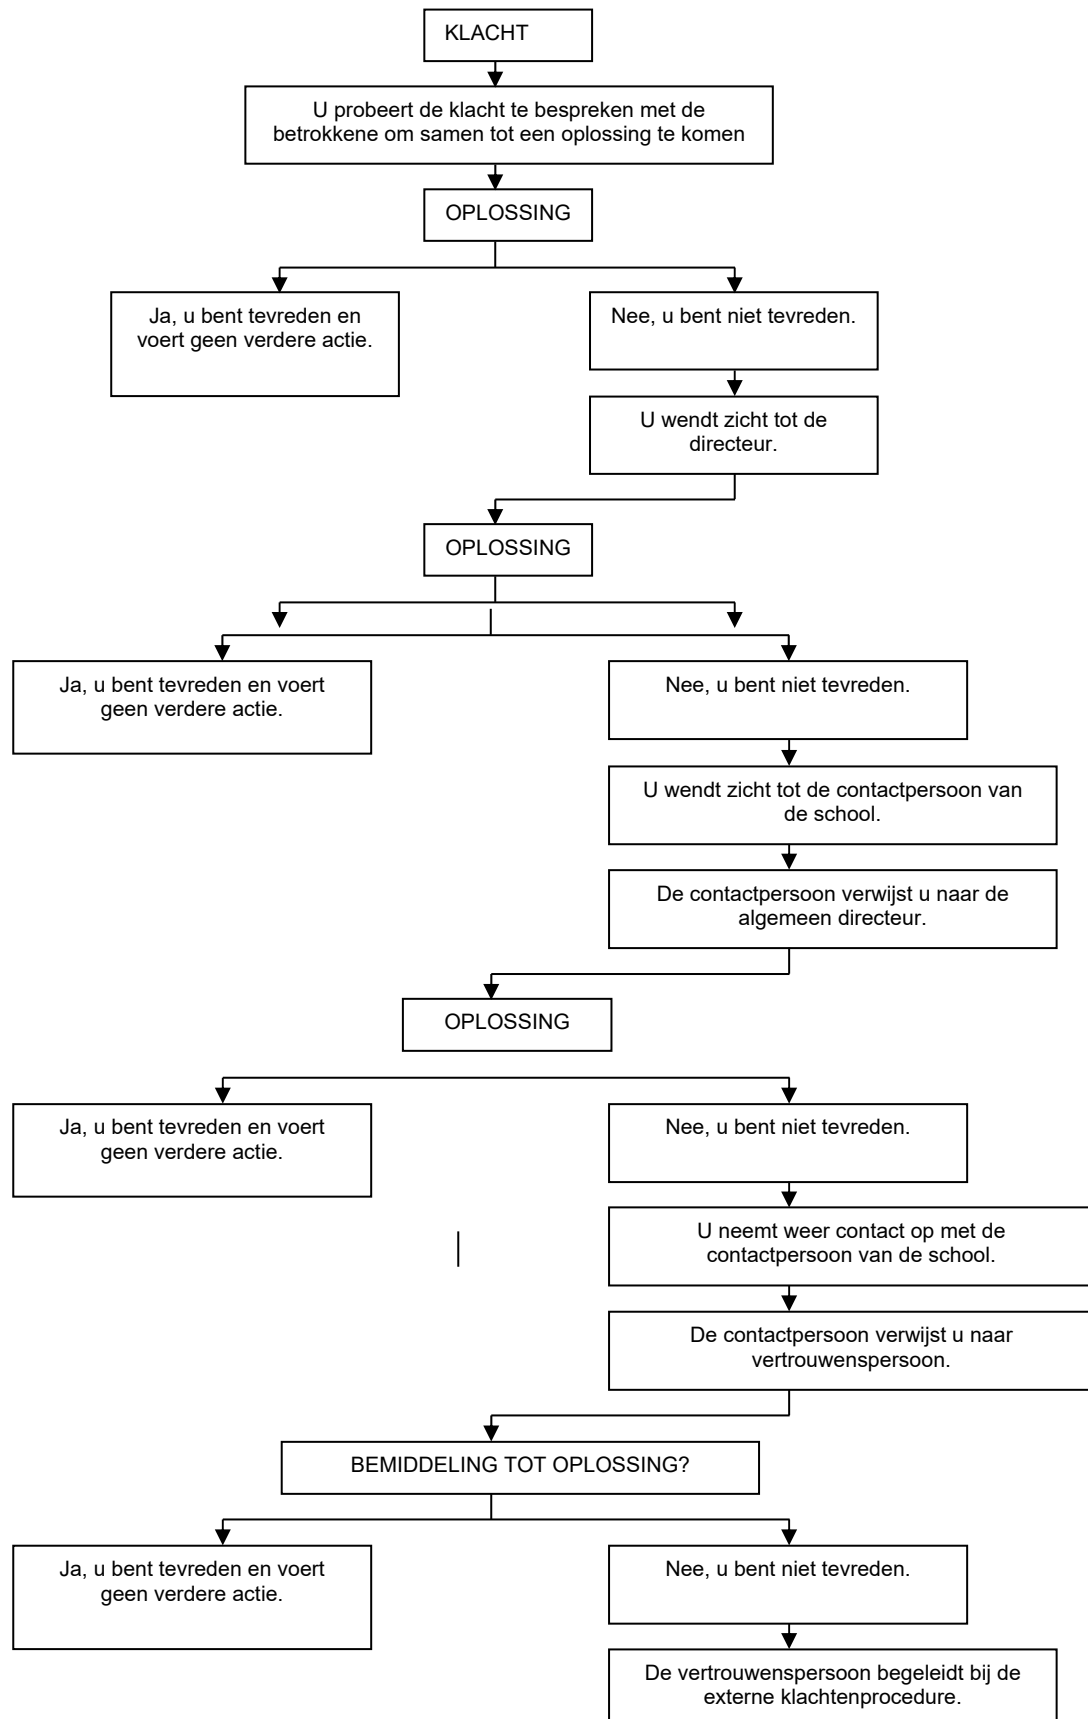 KLACHT
U probeert de klacht te bespreken met de
betrokkene om samen tot een oplossing te komen
OPLOSSING
Ja, u bent tevreden en
voert geen verdere actie.
Nee, u bent niet tevreden.
U wendt zicht tot de
directeur.
OPLOSSING
Ja, u bent tevreden en voert
geen verdere actie.
Nee, u bent niet tevreden.
U wendt zicht tot de contactpersoon van
de school.
De contactpersoon verwijst u naar de
algemeen directeur.
OPLOSSING
Ja, u bent tevreden en voert
geen verdere actie.
Nee, u bent niet tevreden.
U neemt weer contact op met de
contactpersoon van de school.
De contactpersoon verwijst u naar
vertrouwenspersoon.
BEMIDDELING TOT OPLOSSING?
Ja, u bent tevreden en voert
geen verdere actie.
Nee, u bent niet tevreden.
De vertrouwenspersoon begeleidt bij de
externe klachtenprocedure.